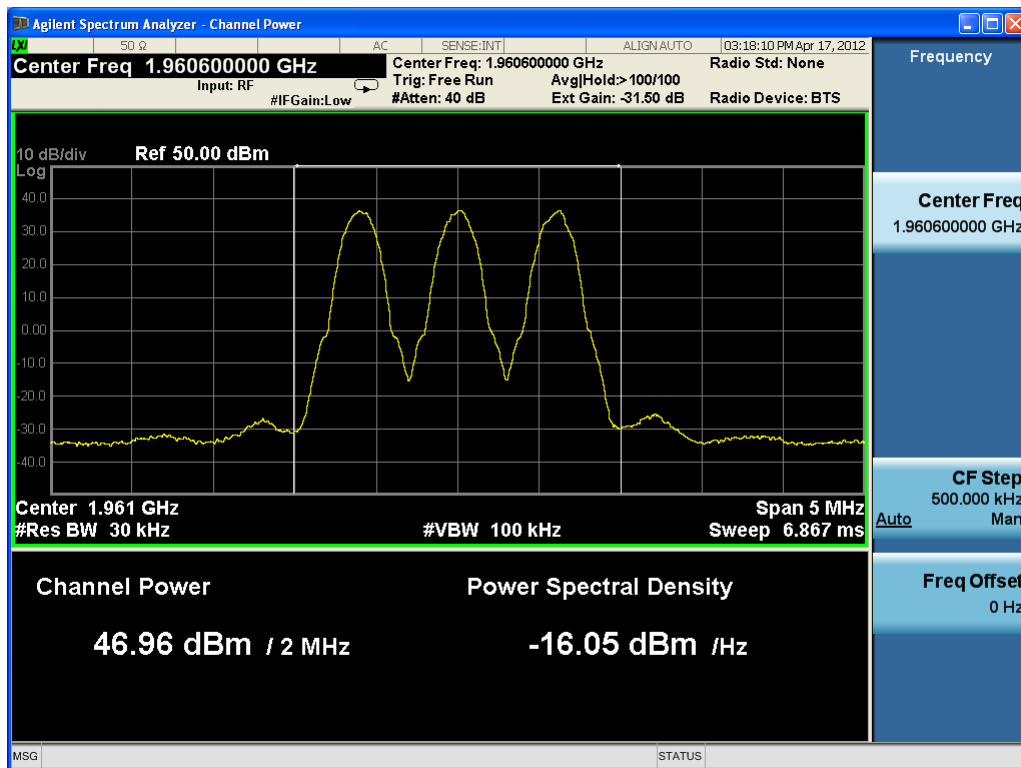 Agilent Spectrum Analyzer - Channel Power
LXI 50 Ω AC SENSE:INT ALIGN AUTO 03:18:10 PM Apr 17, 2012
Center Freq 1.960600000 GHz
Input: RF
#IFGain:Low
Center Freq: 1.960600000 GHz
Trig: Free Run Avg|Hold:>100/100
#Atten: 40 dB Ext Gain: -31.50 dB
Radio Std: None
Radio Device: BTS
10 dB/div Ref 50.00 dBm
Log
40.0
30.0
20.0
10.0
0.00
-10.0
-20.0
-30.0
-40.0
Center 1.961 GHz Span 5 MHz
#Res BW 30 kHz #VBW 100 kHz Sweep 6.867 ms
Channel Power Power Spectral Density
46.96 dBm / 2 MHz -16.05 dBm /Hz
MSG STATUS
Frequency
Center Freq
1.960600000 GHz
CF Step
500.000 kHz
Auto Man
Freq Offset
0 Hz